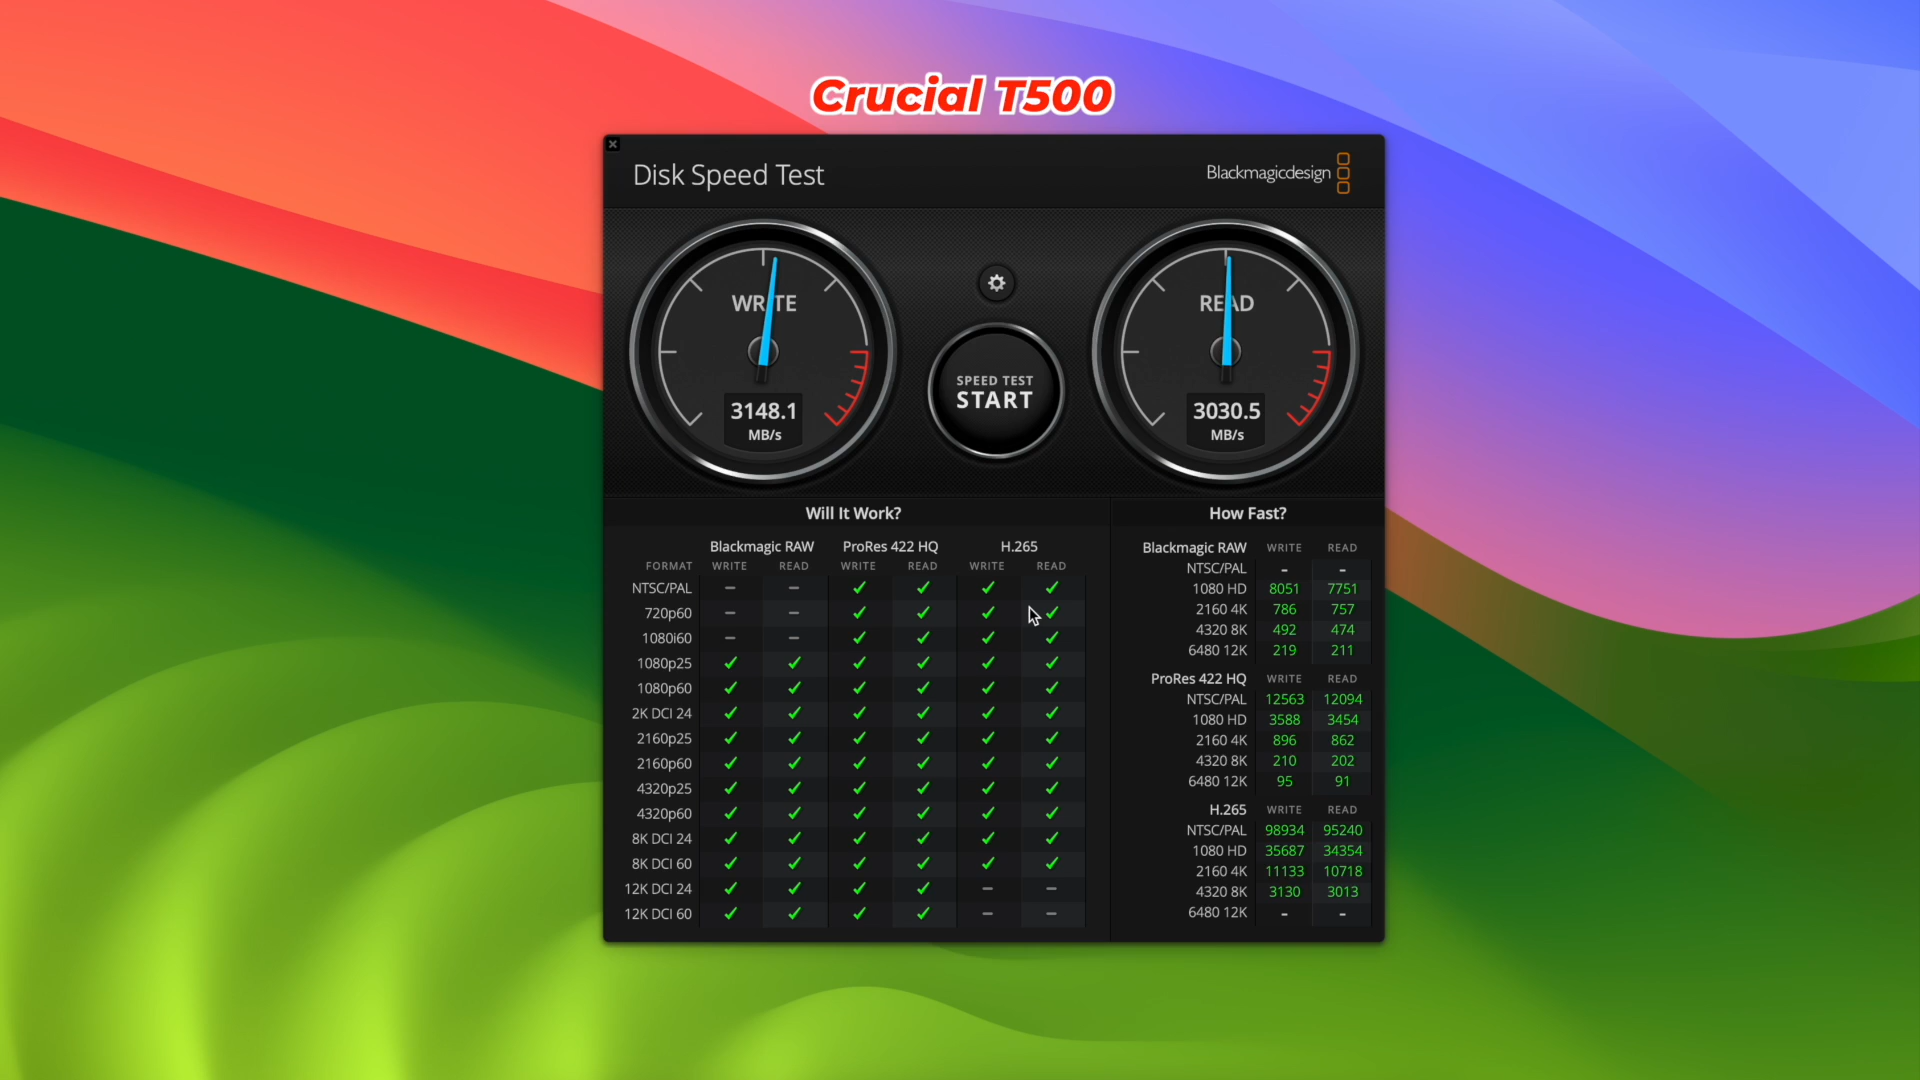 Crucial T500
Disk Speed Test
Blackmagicdesign
WRITE
3148.1
MB/s
SPEED TEST
START
READ
3030.5
MB/s
Will It Work?
Blackmagic RAW ProRes 422 HQ H.265
FORMAT WRITE READ WRITE READ WRITE READ
NTSC/PAL – – ✓ ✓ ✓ ✓
720p60 – – ✓ ✓ ✓ ✓
1080i60 – – ✓ ✓ ✓ ✓
1080p25 ✓ ✓ ✓ ✓ ✓ ✓
1080p60 ✓ ✓ ✓ ✓ ✓ ✓
2K DCI 24 ✓ ✓ ✓ ✓ ✓ ✓
2160p25 ✓ ✓ ✓ ✓ ✓ ✓
2160p60 ✓ ✓ ✓ ✓ ✓ ✓
4320p25 ✓ ✓ ✓ ✓ ✓ ✓
4320p60 ✓ ✓ ✓ ✓ ✓ ✓
8K DCI 24 ✓ ✓ ✓ ✓ ✓ ✓
8K DCI 60 ✓ ✓ ✓ ✓ ✓ ✓
12K DCI 24 ✓ ✓ ✓ ✓ – –
12K DCI 60 ✓ ✓ ✓ ✓ – –
How Fast?
Blackmagic RAW WRITE READ
NTSC/PAL - -
1080 HD 8051 7751
2160 4K 786 757
4320 8K 492 474
6480 12K 219 211
ProRes 422 HQ WRITE READ
NTSC/PAL 12563 12094
1080 HD 3588 3454
2160 4K 896 862
4320 8K 210 202
6480 12K 95 91
H.265 WRITE READ
NTSC/PAL 98934 95240
1080 HD 35687 34354
2160 4K 11133 10718
4320 8K 3130 3013
6480 12K - -